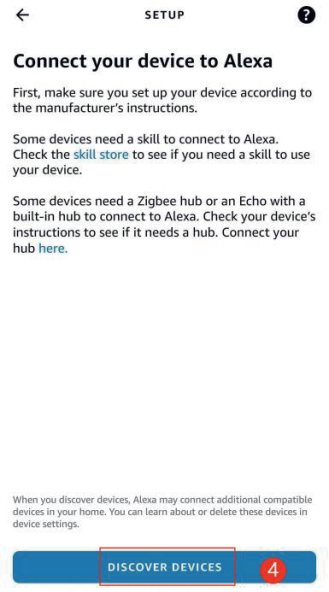 SETUP
?
Connect your device to Alexa
First, make sure you set up your device according to
the manufacturer's instructions.
Some devices need a skill to connect to Alexa.
Check the skill store to see if you need a skill to use
your device.
Some devices need a Zigbee hub or an Echo with a
built-in hub to connect to Alexa. Check your device's
instructions to see if it needs a hub. Connect your
hub here.
When you discover devices, Alexa may connect additional compatible
devices in your home. You can learn about or delete these devices in
device settings.
DISCOVER DEVICES 4